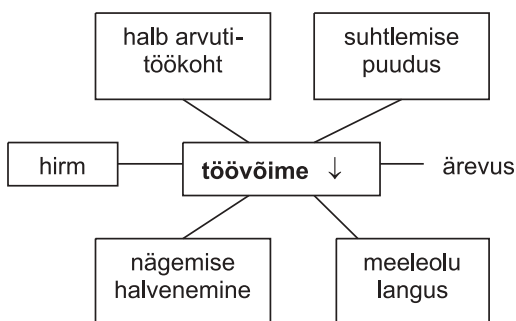 halb arvuti-
töökoht
suhtlemise
puudus
hirm
töövõime ↓
ärevus
nägemise
halvenemine
meeleolu
langus